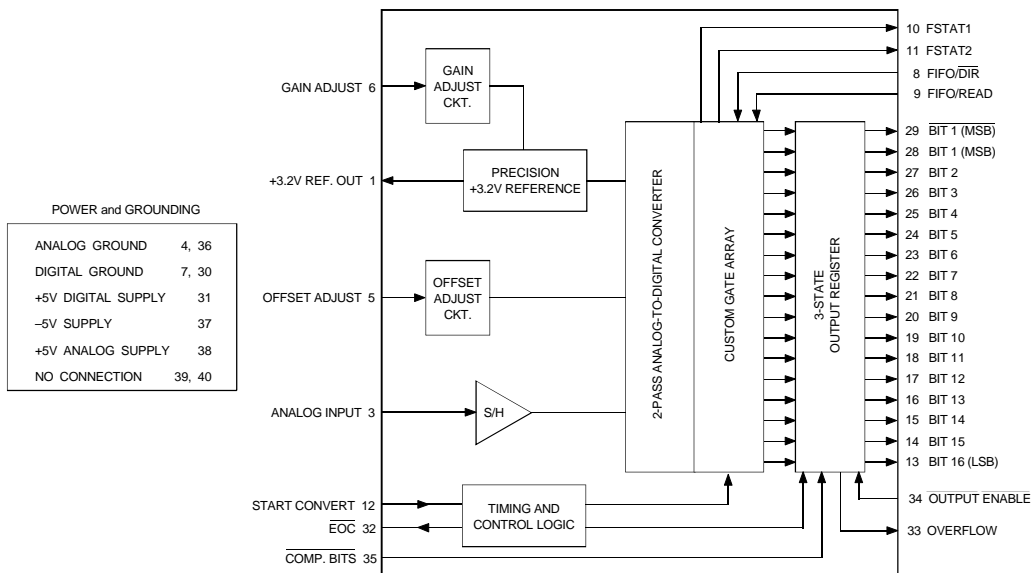 10 FSTAT1
11 FSTAT2
8 FIFO/DIR
9 FIFO/READ
GAIN ADJUST 6
GAIN
ADJUST
CKT.
+3.2V REF. OUT 1
PRECISION
+3.2V REFERENCE
POWER and GROUNDING
ANALOG GROUND 4, 36
DIGITAL GROUND 7, 30
+5V DIGITAL SUPPLY 31
–5V SUPPLY 37
+5V ANALOG SUPPLY 38
NO CONNECTION 39, 40
OFFSET ADJUST 5
OFFSET
ADJUST
CKT.
ANALOG INPUT 3
S/H
2-PASS ANALOG-TO-DIGITAL CONVERTER
CUSTOM GATE ARRAY
3-STATE
OUTPUT REGISTER
29 BIT 1 (MSB)
28 BIT 1 (MSB)
27 BIT 2
26 BIT 3
25 BIT 4
24 BIT 5
23 BIT 6
22 BIT 7
21 BIT 8
20 BIT 9
19 BIT 10
18 BIT 11
17 BIT 12
16 BIT 13
15 BIT 14
14 BIT 15
13 BIT 16 (LSB)
START CONVERT 12
EOC 32
COMP. BITS 35
TIMING AND
CONTROL LOGIC
34 OUTPUT ENABLE
33 OVERFLOW